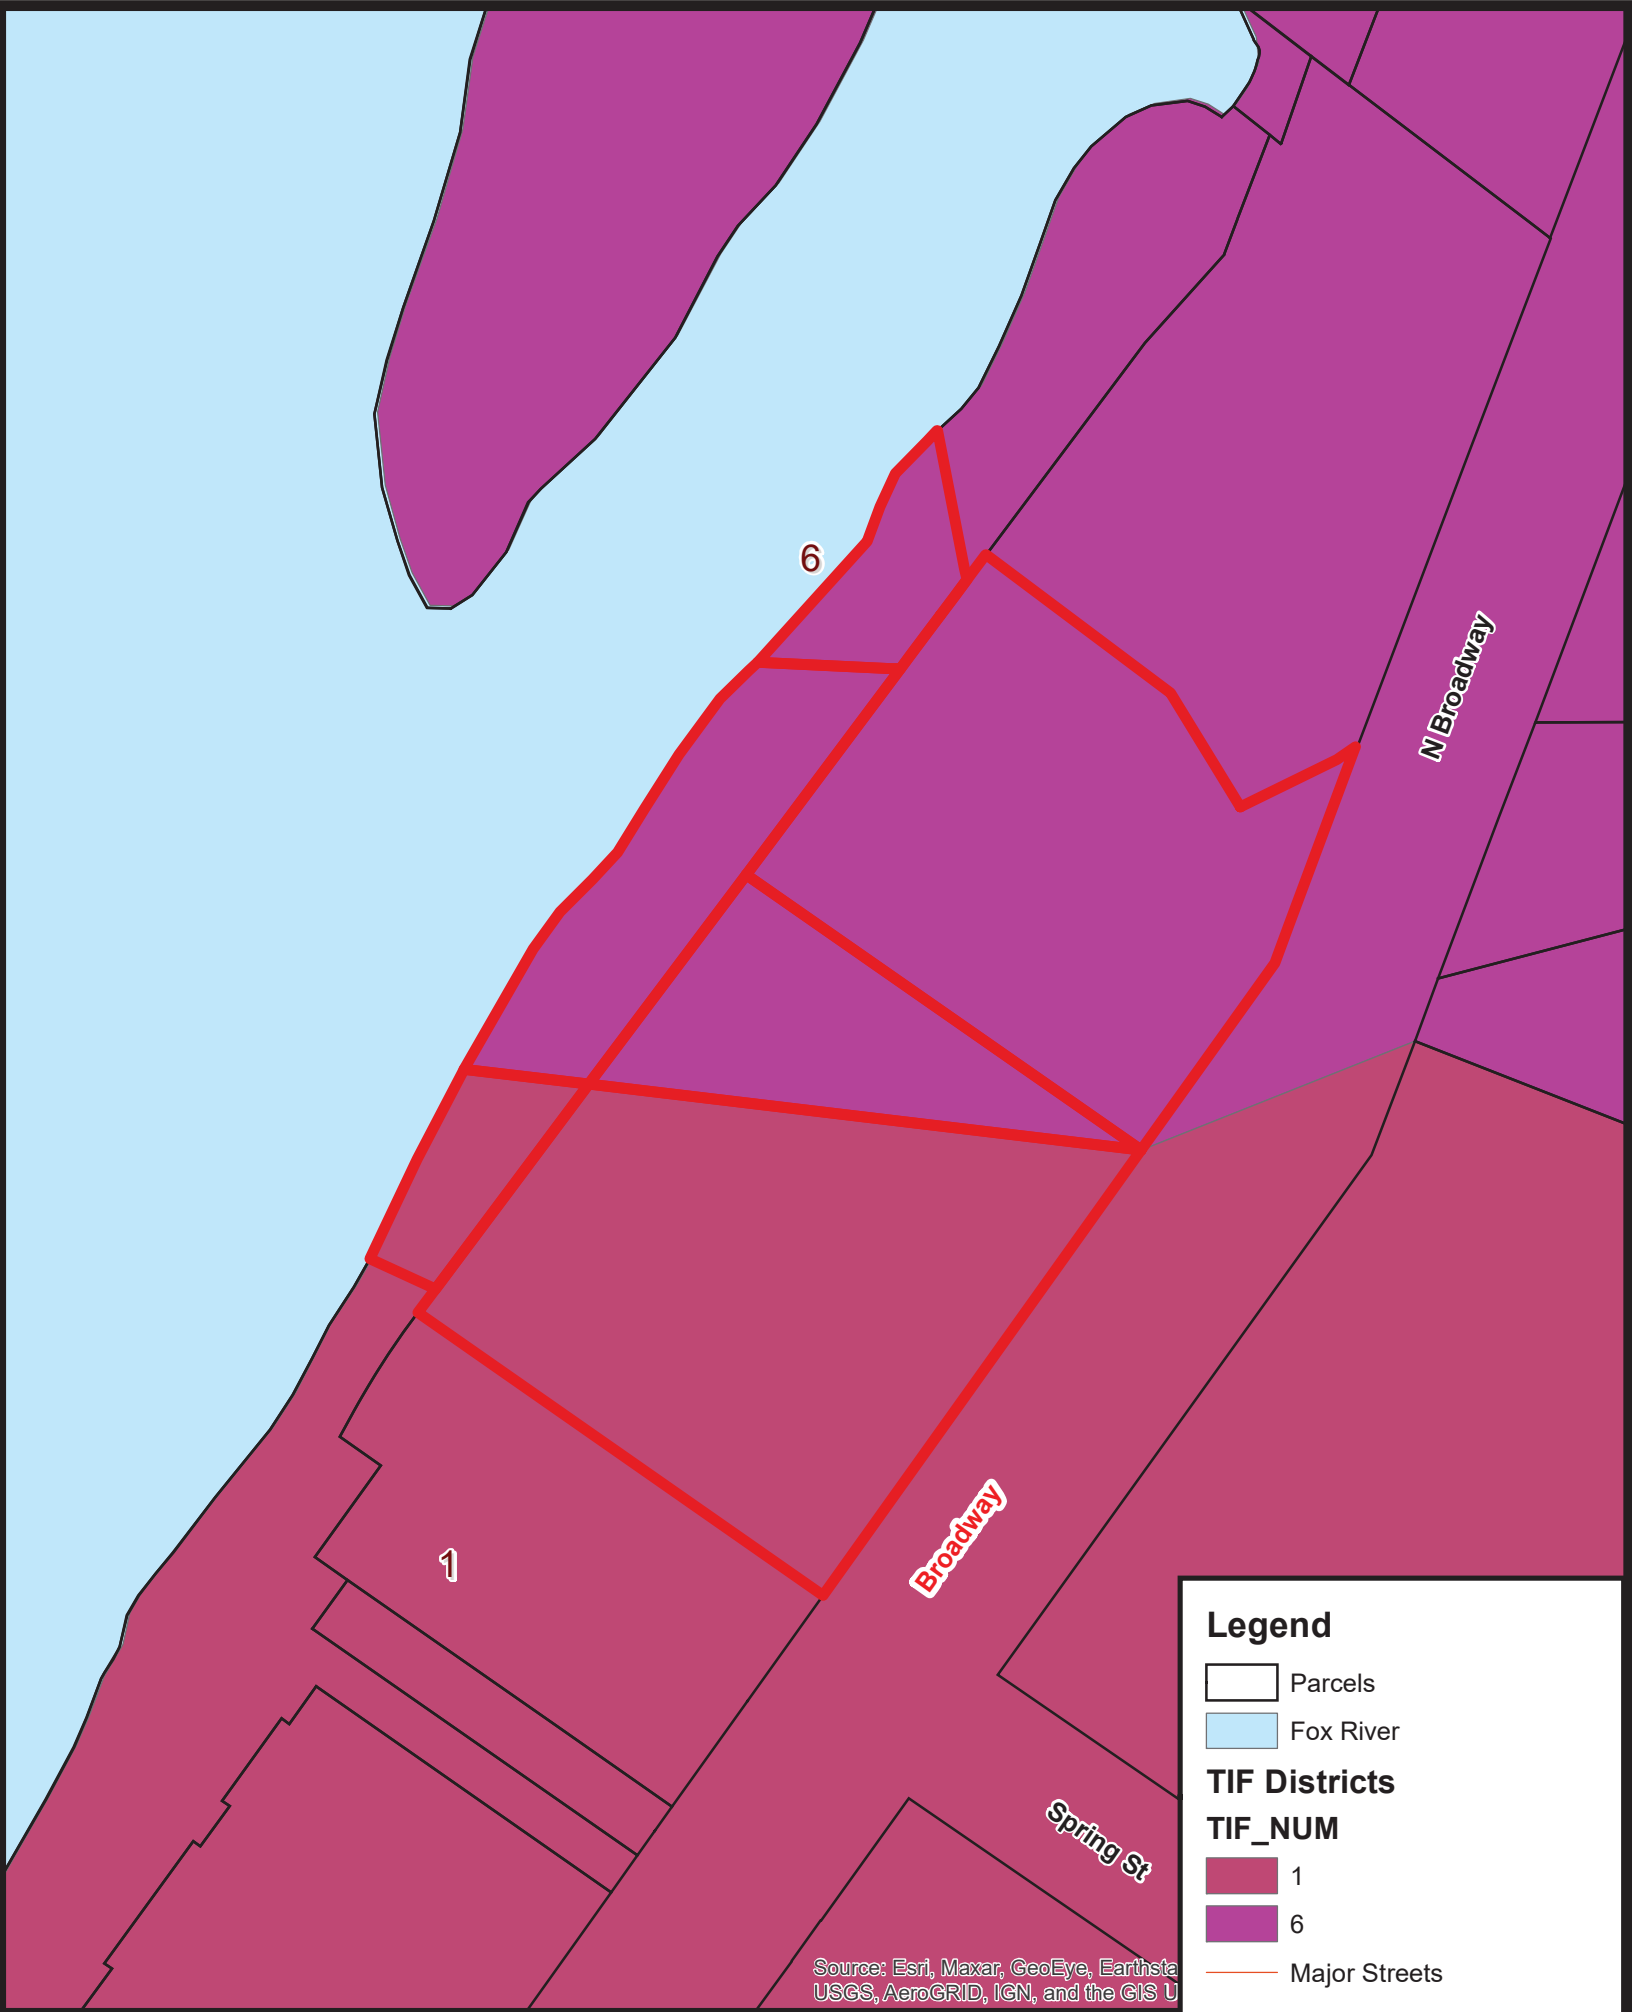 6
N Broadway
1
Broadway
Spring St
Legend
Parcels
Fox River
TIF Districts
TIF_NUM
1
6
Major Streets
Source: Esri, Maxar, GeoEye, Earthsta
USGS, AeroGRID, IGN, and the GIS U